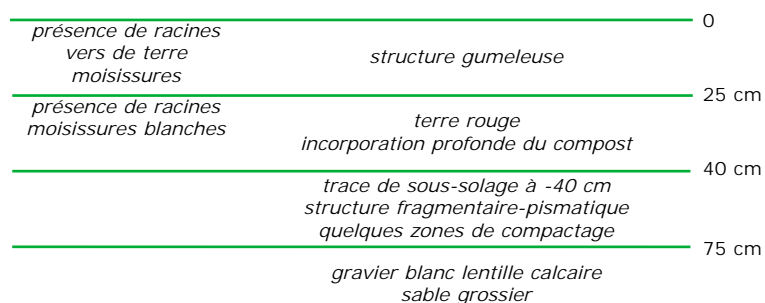 0
présence de racines
vers de terre
moisissures
structure gumeleuse
25 cm
présence de racines
moisissures blanches
terre rouge
incorporation profonde du compost
40 cm
trace de sous-solage à -40 cm
structure fragmentaire-pismatique
quelques zones de compactage
75 cm
gravier blanc lentille calcaire
sable grossier